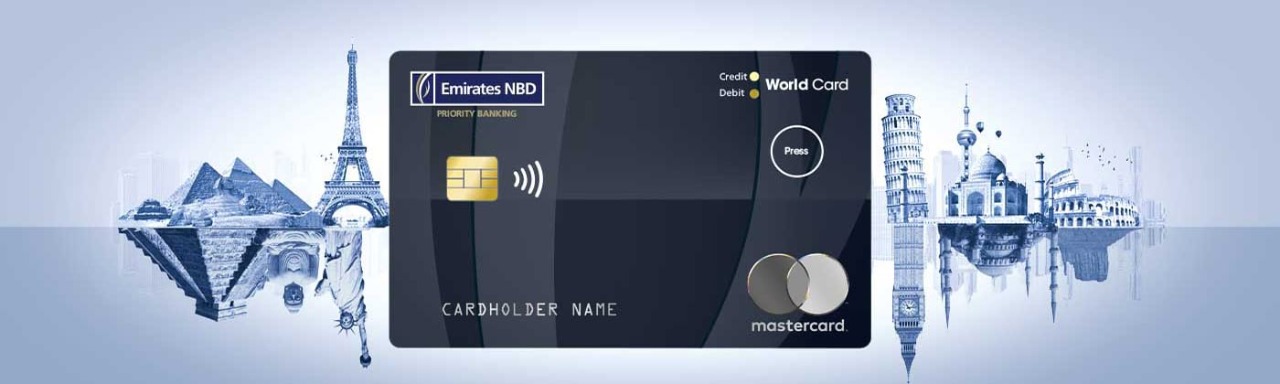 Emirates NBD
PRIORITY BANKING
Credit
Debit
World Card
Press
CARDHOLDER NAME
mastercard.